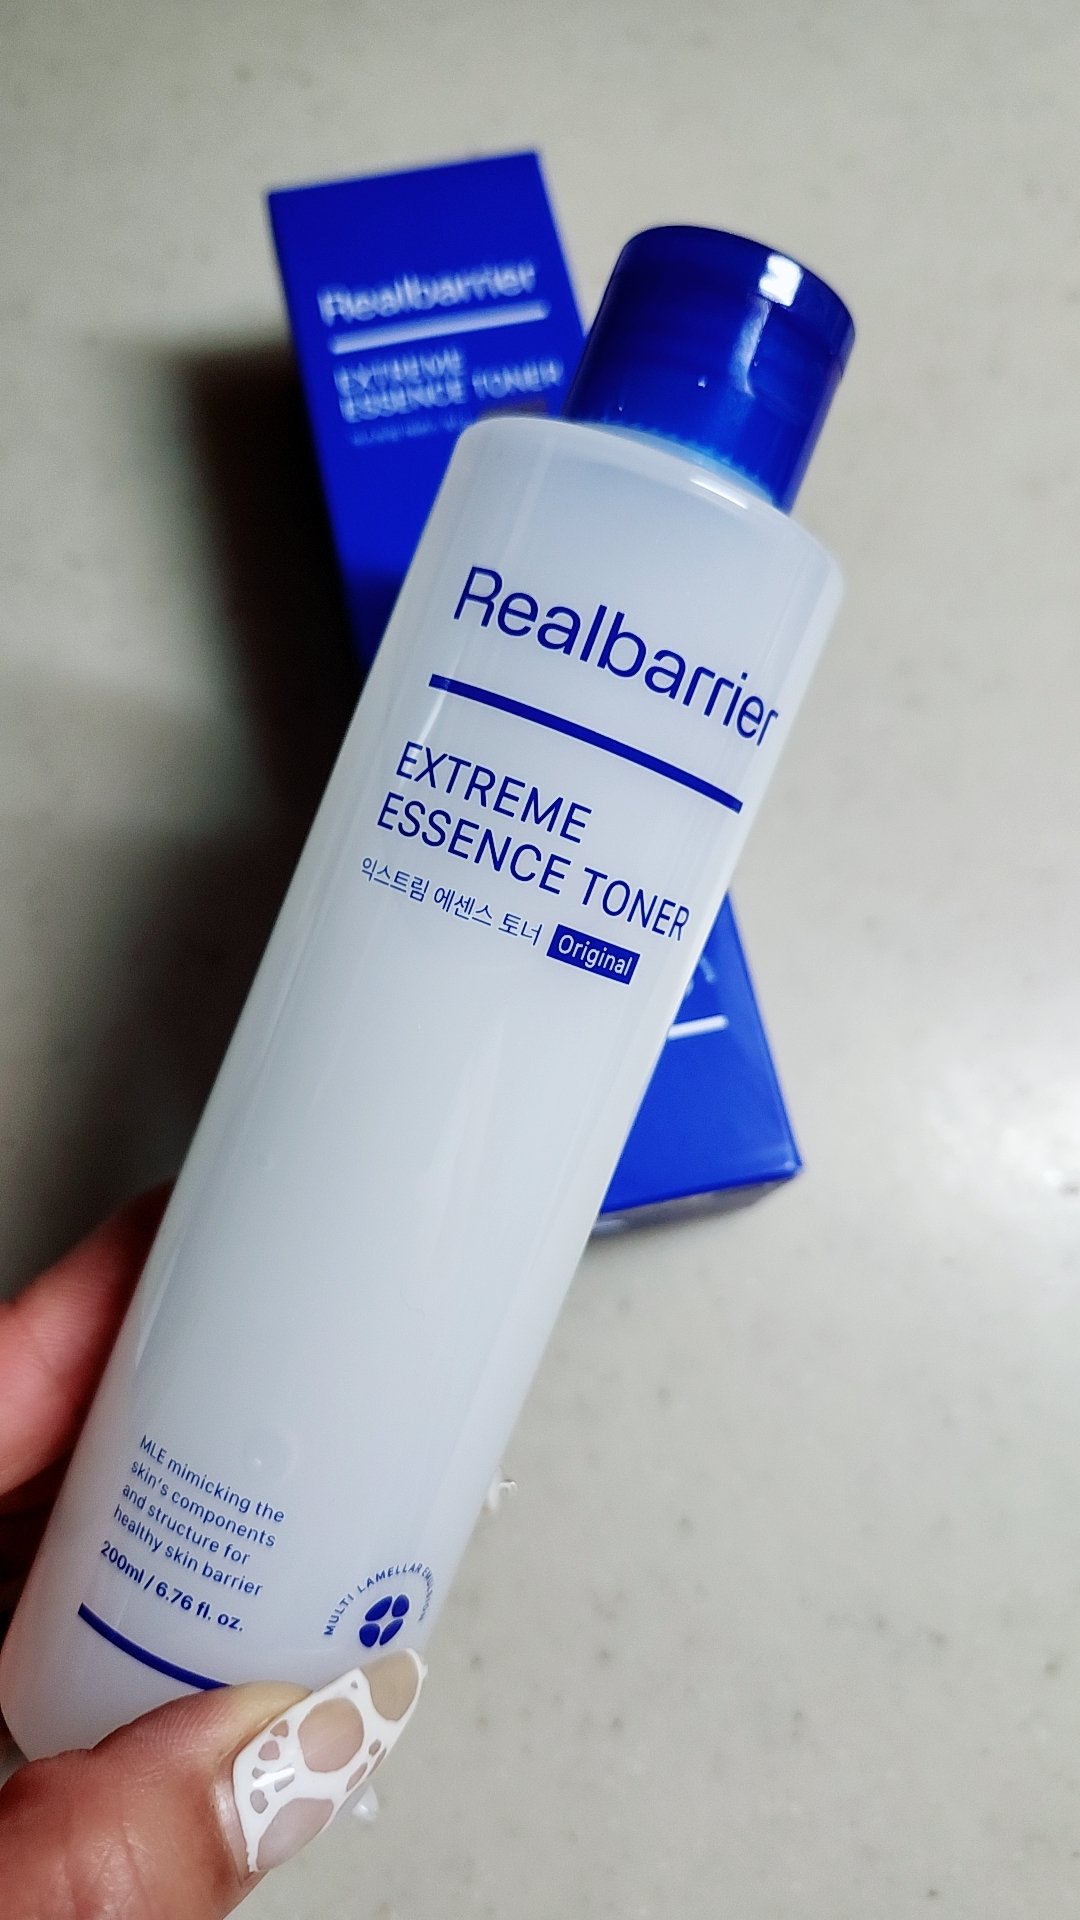 Realbarrier
EXTREME
ESSENCE TONER
Realbarrier
EXTREME
ESSENCE TONER
익스트림 에센스 토너 Original
MLE mimicking the
skin's components
and structure for
healthy skin barrier
200ml / 6.76 fl. oz.
MULTI LAMELLAR EMULSION